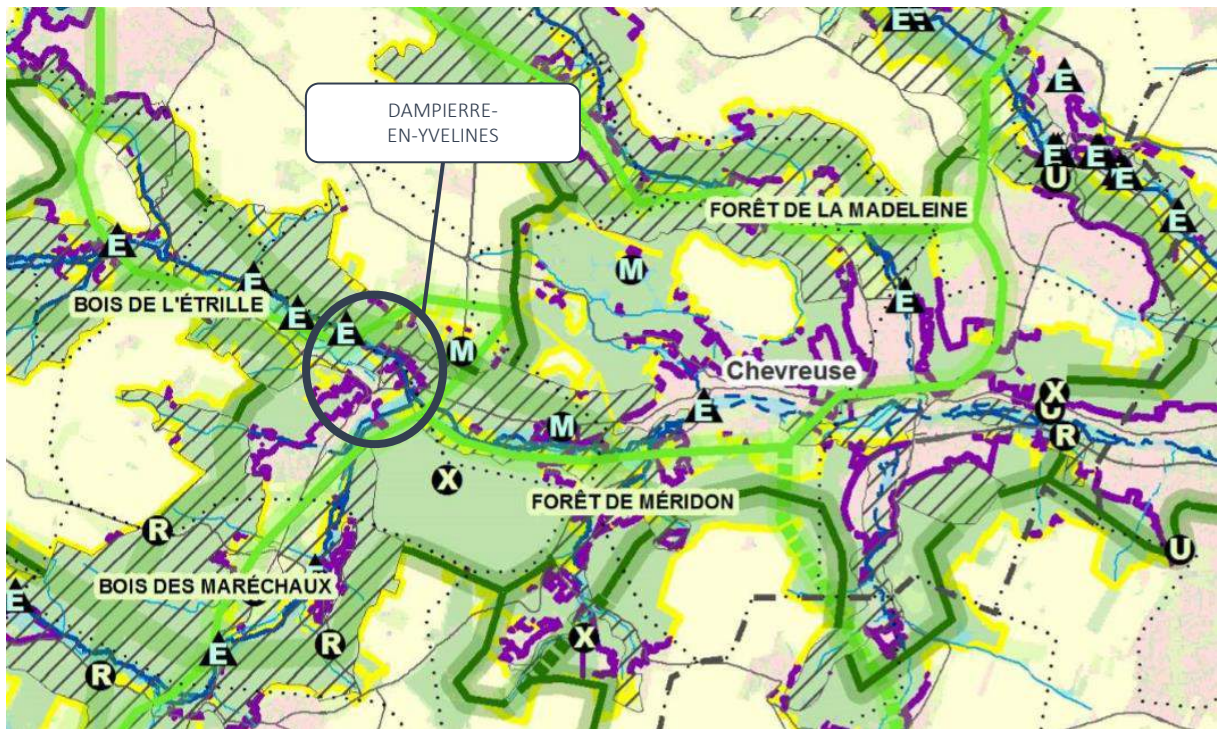 E
E
U
E
E
E
E
DAMPIERRE-
EN-YVELINES
FORÊT DE LA MADELEINE
E
M
E
E
BOIS DE L'ÉTRILLE
E
E
E
M
Chevreuse
E
X
R
M
X
FORÊT DE MÉRIDON
R
U
BOIS DES MARÉCHAUX
E
X
R
E
R